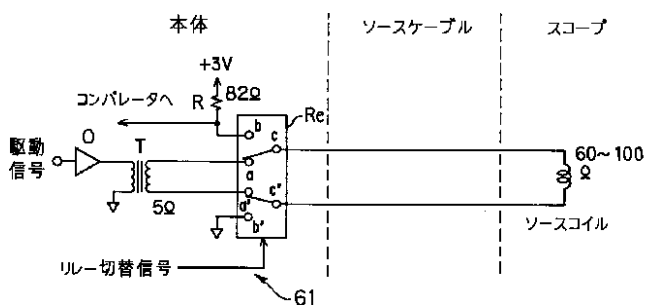 本体
ソースケーブル
スコープ
+3V
コンパレータへ
R
82Ω
Re
b
c
駆動
信号
O
T
a
60~100
Ω
c'
a'
5Ω
b'
ソースコイル
リレー切替信号
61